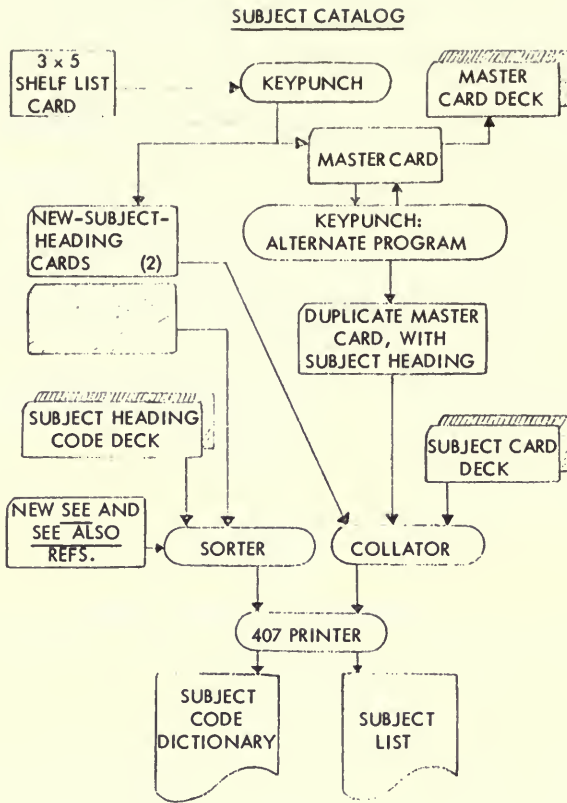 SUBJECT CATALOG
3 x 5
SHELF LIST
CARD
KEYPUNCH
MASTER
CARD DECK
MASTER CARD
NEW-SUBJECT-
HEADING
CARDS (2)
KEYPUNCH:
ALTERNATE PROGRAM
DUPLICATE MASTER
CARD, WITH
SUBJECT HEADING
SUBJECT HEADING
CODE DECK
SUBJECT CARD
DECK
NEW SEE AND
SEE ALSO
REFS.
SORTER
COLLATOR
407 PRINTER
SUBJECT
CODE
DICTIONARY
SUBJECT
LIST